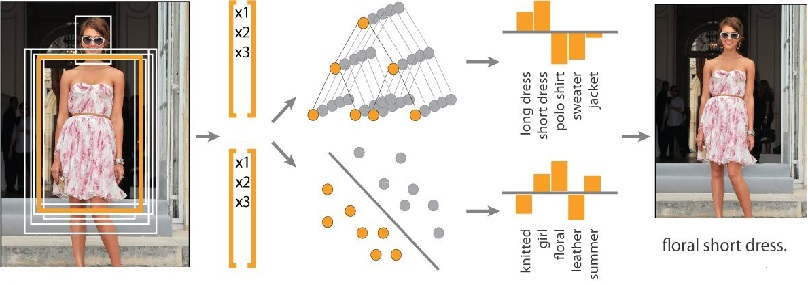 x1
x2
x3
long dress
short dress
polo shirt
sweater
jacket
x1
x2
x3
knitted
girl
floral
leather
summer
floral short dress.